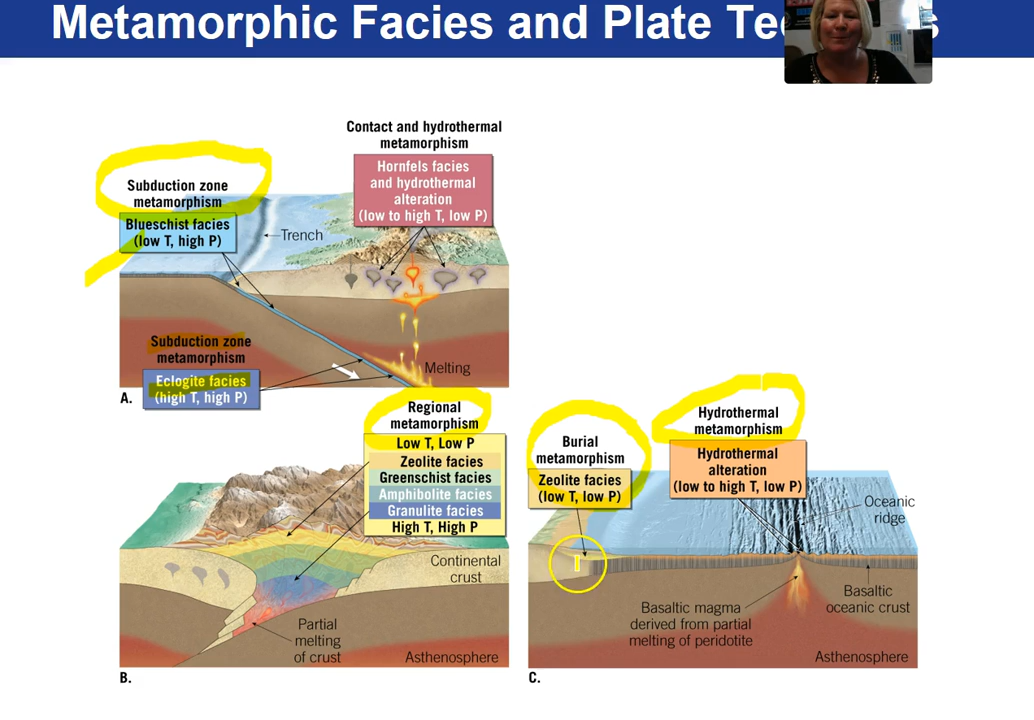 Metamorphic Facies and Plate
Contact and hydrothermal
metamorphism
Hornfels facies
and hydrothermal
alteration
(low to high T, low P)
Subduction zone
metamorphism
Blueschist facies
(low T, high P)
Trench
Subduction zone
metamorphism
Eclogite facies
(high T, high P)
Melting
A.
Regional
metamorphism
Low T, Low P
Zeolite facies
Greenschist facies
Amphibolite facies
Granulite facies
High T, High P
Continental
crust
Partial
melting
of crust
Asthenosphere
B.
Burial
metamorphism
Zeolite facies
(low T, low P)
Hydrothermal
metamorphism
Hydrothermal
alteration
(low to high T, low P)
Oceanic
ridge
Basaltic magma
derived from partial
melting of peridotite
Basaltic
oceanic crust
Asthenosphere
C.